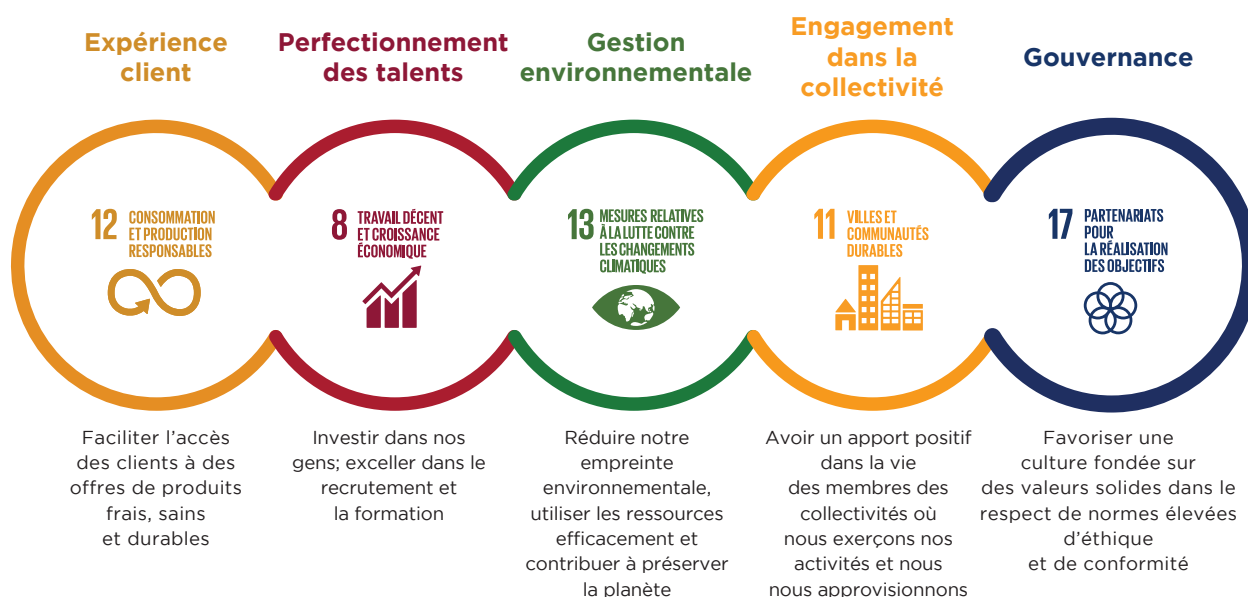 Expérience
client
Perfectionnement
des talents
Gestion
environnementale
Engagement
dans la
collectivité
Gouvernance
12 CONSOMMATION
ET PRODUCTION
RESPONSABLES
8 TRAVAIL DÉCENT
ET CROISSANCE
ÉCONOMIQUE
13 MESURES RELATIVES
À LA LUTTE CONTRE
LES CHANGEMENTS
CLIMATIQUES
11 VILLES ET
COMMUNAUTÉS
DURABLES
17 PARTENARIATS
POUR
LA RÉALISATION
DES OBJECTIFS
Faciliter l’accès
des clients à des
offres de produits
frais, sains
et durables
Investir dans nos
gens; exceller dans le
recrutement et
la formation
Réduire notre
empreinte
environnementale,
utiliser les ressources
efficacement et
contribuer à préserver
la planète
Avoir un apport positif
dans la vie
des membres des
collectivités où
nous exerçons nos
activités et nous
nous approvisionnons
Favoriser une
culture fondée sur
des valeurs solides dans le
respect de normes élevées
d’éthique
et de conformité